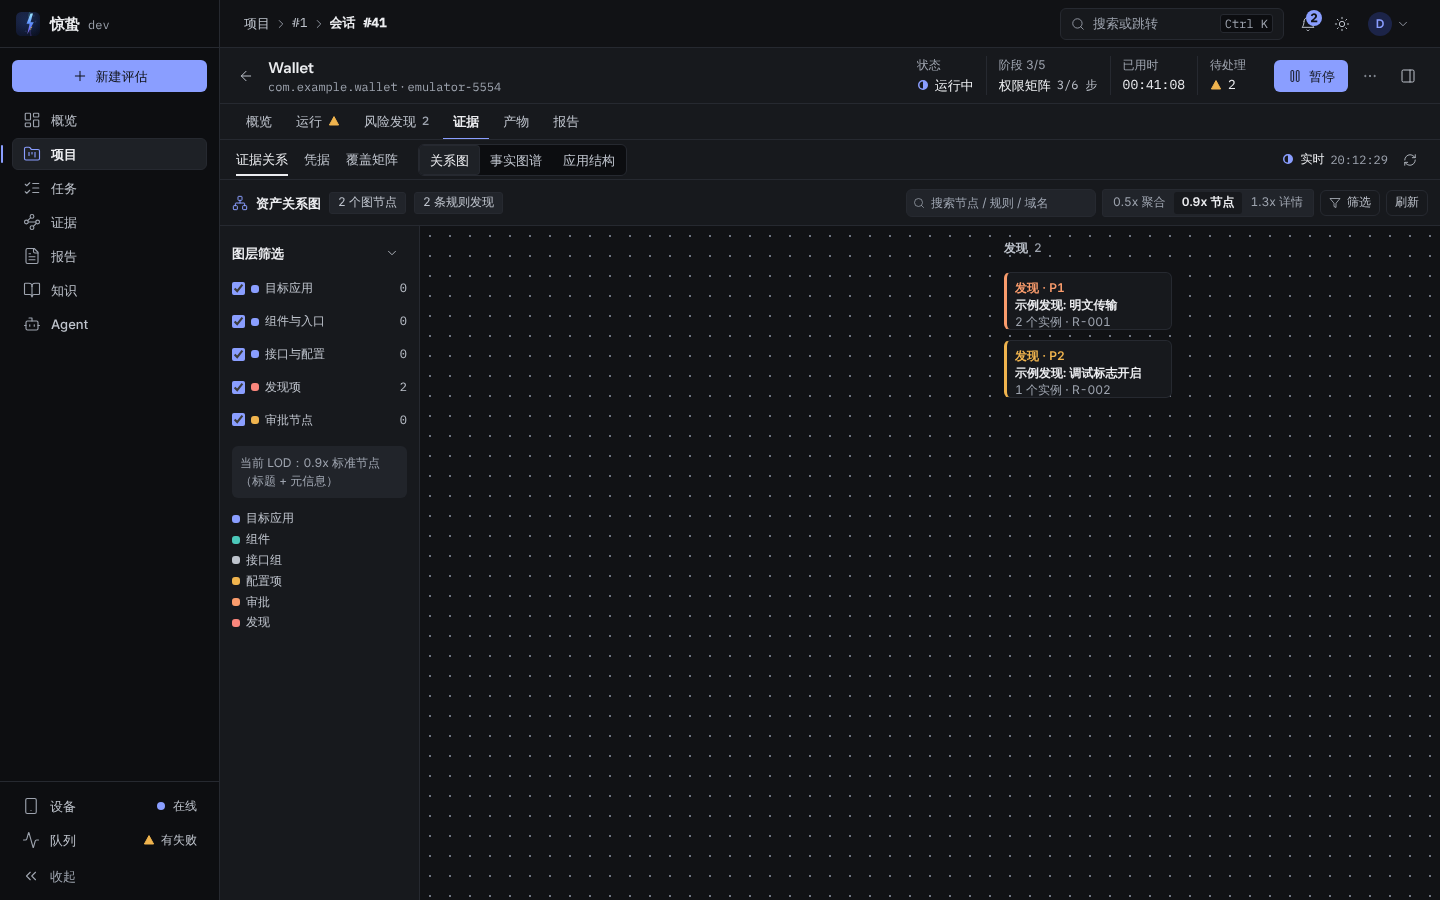 惊蛰 dev
项目 > #1 > 会话 #41
搜索或跳转 Ctrl K
2
D
新建评估
概览
项目
任务
证据
报告
知识
Agent
设备 在线
队列 有失败
收起
Wallet
com.example.wallet · emulator-5554
状态
运行中
阶段 3/5
权限矩阵 3/6 步
已用时
00:41:08
待处理
2
暂停
概览 运行 风险发现 2 证据 产物 报告
证据关系 凭据 覆盖矩阵 关系图 事实图谱 应用结构
实时 20:12:29
资产关系图 2 个图节点 2 条规则发现
搜索节点 / 规则 / 域名
0.5x 聚合 0.9x 节点 1.3x 详情
筛选 刷新
图层筛选
目标应用 0
组件与入口 0
接口与配置 0
发现项 2
审批节点 0
当前 LOD：0.9x 标准节点
（标题 + 元信息）
目标应用
组件
接口组
配置项
审批
发现
发现 2
发现 · P1
示例发现: 明文传输
2 个实例 · R-001
发现 · P2
示例发现: 调试标志开启
1 个实例 · R-002